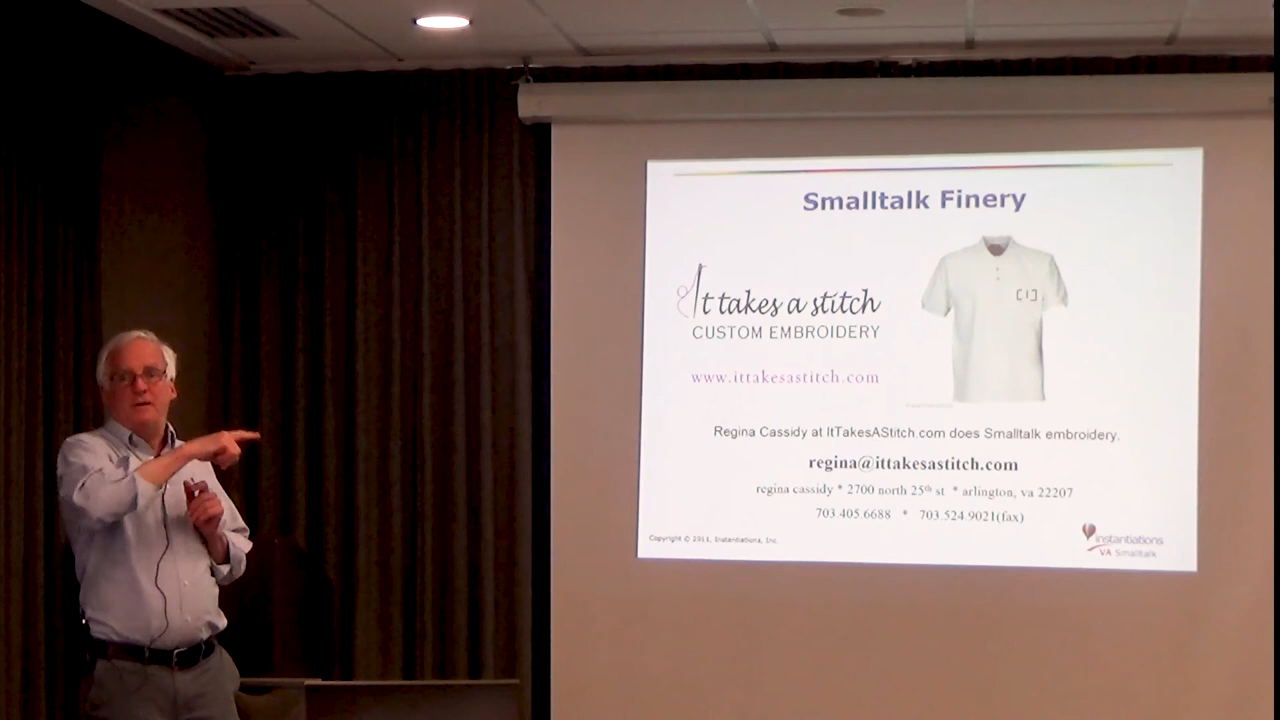 Smalltalk Finery
It takes a stitch
CUSTOM EMBROIDERY
[|]
www.ittakesastitch.com
Regina Cassidy at ItTakesAStitch.com does Smalltalk embroidery.
regina@ittakesastitch.com
regina cassidy * 2700 north 25th st * arlington, va 22207
703.405.6688 * 703.524.9021(fax)
Copyright © 2011, Instantiations, Inc.
instantiations
VA Smalltalk